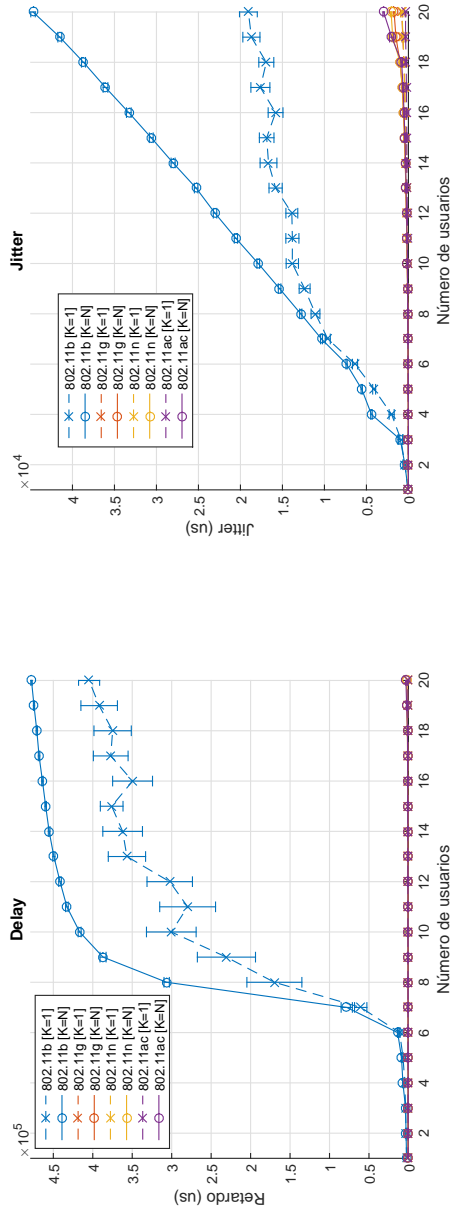 Delay
×10^5
4.5
4
3.5
3
2.5
2
1.5
1
0.5
0
Retardo (us)
2 4 6 8 10 12 14 16 18 20
Número de usuarios
802.11b [K=1]
802.11b [K=N]
802.11g [K=1]
802.11g [K=N]
802.11n [K=1]
802.11n [K=N]
802.11ac [K=1]
802.11ac [K=N]
Jitter
×10^4
4
3.5
3
2.5
2
1.5
1
0.5
0
Jitter (us)
2 4 6 8 10 12 14 16 18 20
Número de usuarios
802.11b [K=1]
802.11b [K=N]
802.11g [K=1]
802.11g [K=N]
802.11n [K=1]
802.11n [K=N]
802.11ac [K=1]
802.11ac [K=N]